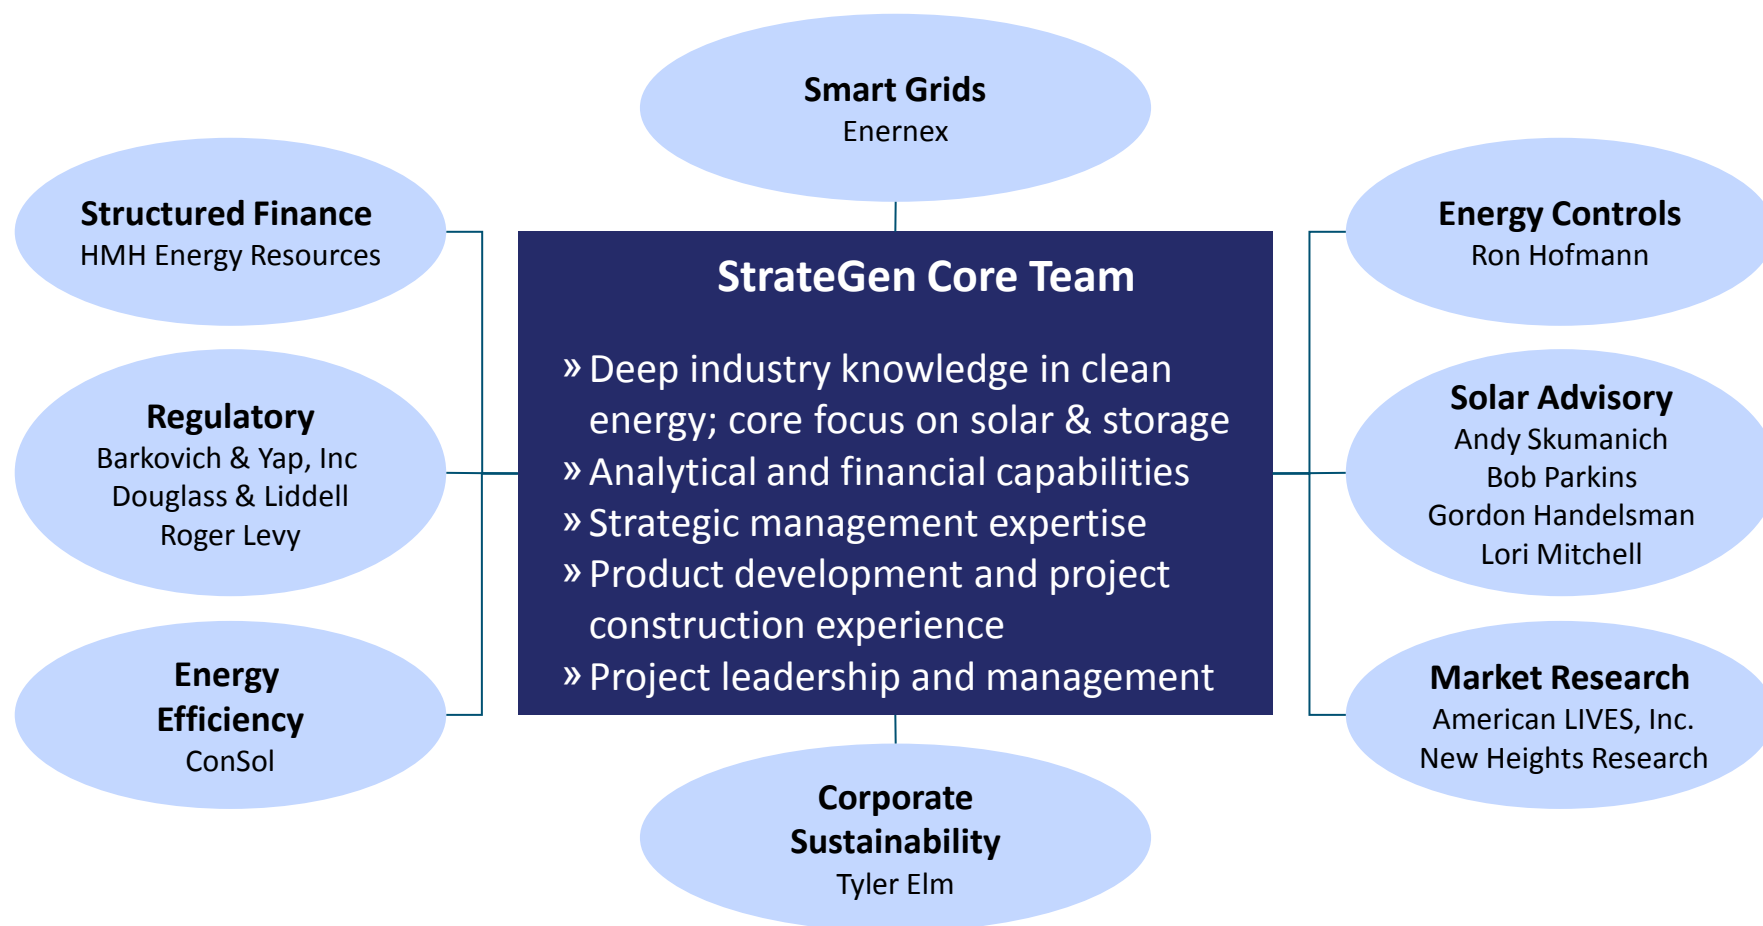 Smart Grids
Enernex
Structured Finance
HMH Energy Resources
Regulatory
Barkovich & Yap, Inc
Douglass & Liddell
Roger Levy
Energy
Efficiency
ConSol
StrateGen Core Team
» Deep industry knowledge in clean
energy; core focus on solar & storage
» Analytical and financial capabilities
» Strategic management expertise
» Product development and project
construction experience
» Project leadership and management
Energy Controls
Ron Hofmann
Solar Advisory
Andy Skumanich
Bob Parkins
Gordon Handelsman
Lori Mitchell
Market Research
American LIVES, Inc.
New Heights Research
Corporate
Sustainability
Tyler Elm